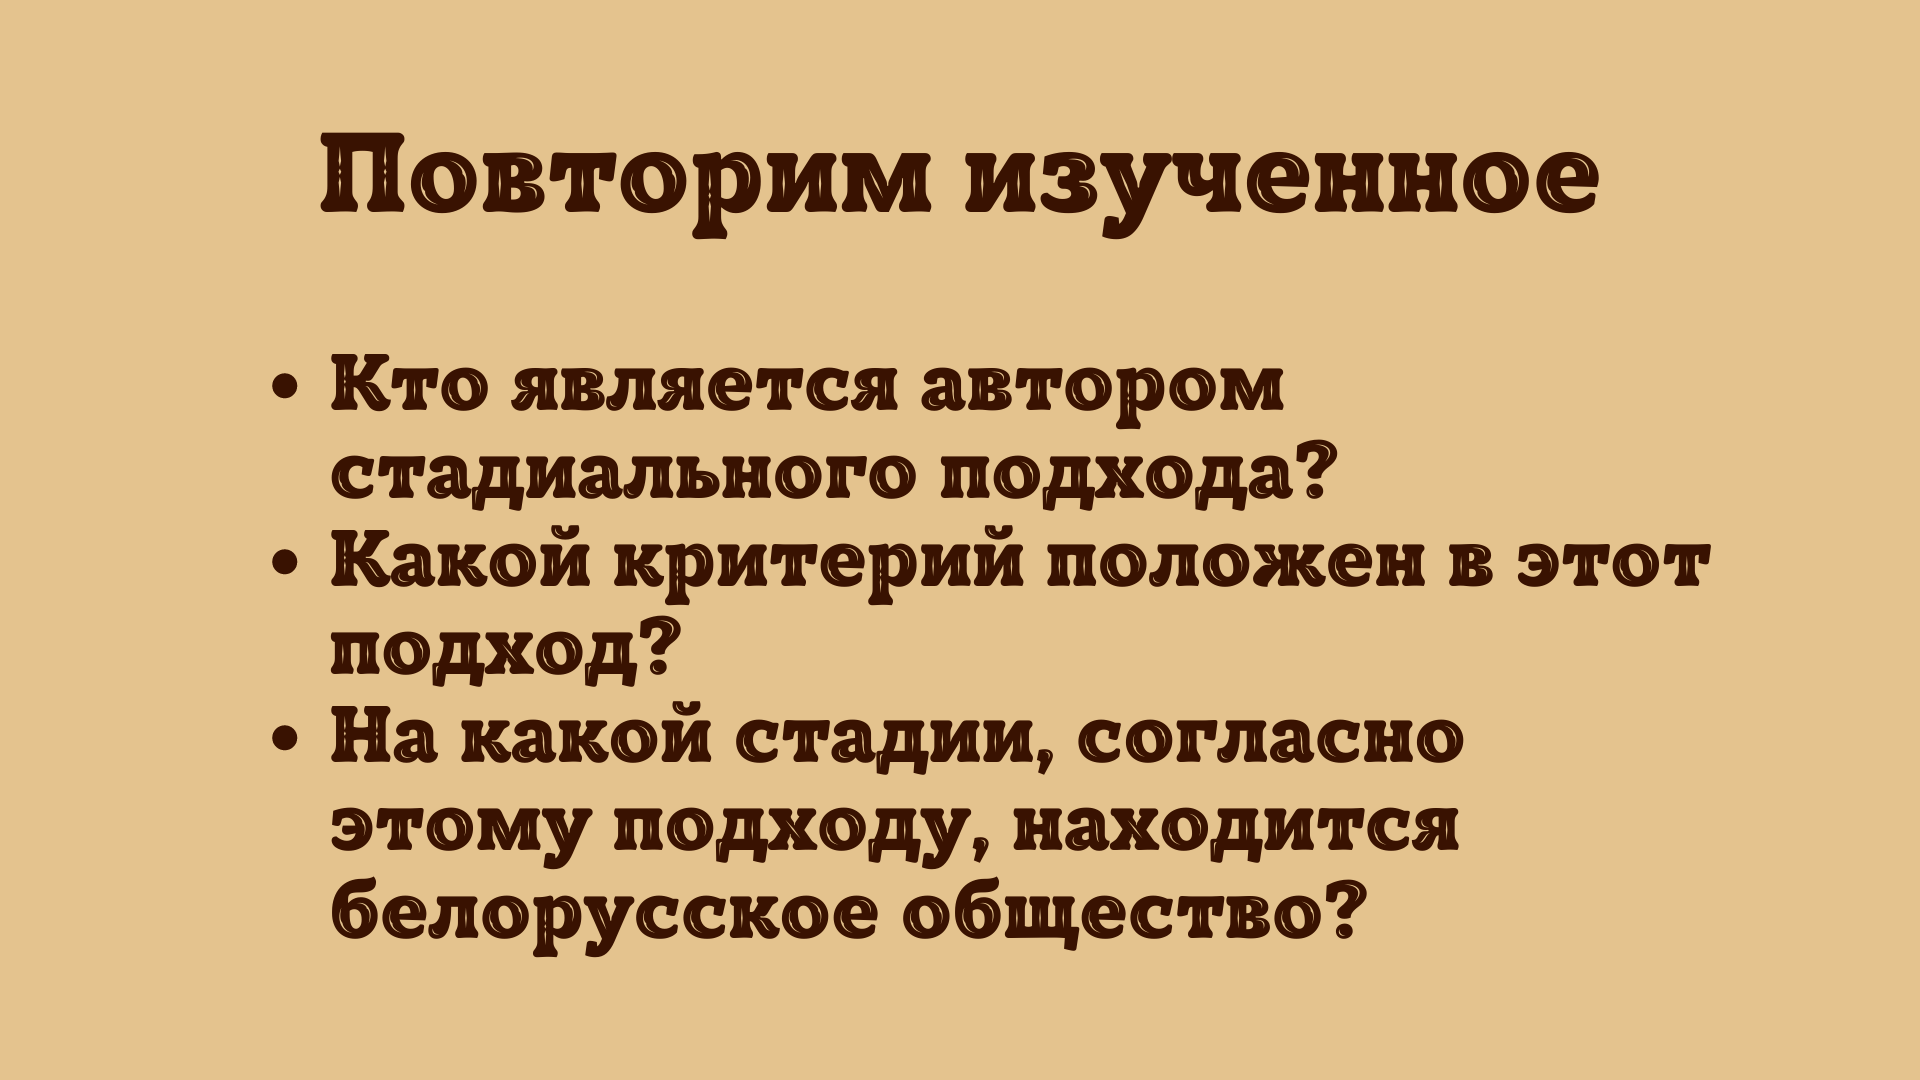 Повторим изученное
• Кто является автором
стадиального подхода?
• Какой критерий положен в этот
подход?
• На какой стадии, согласно
этому подходу, находится
белорусское общество?